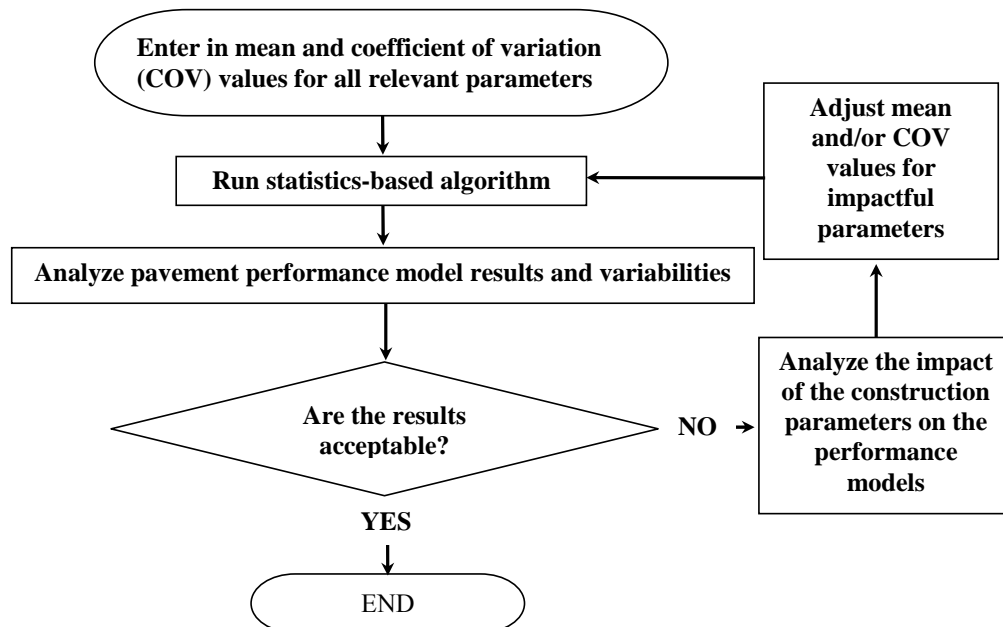 Enter in mean and coefficient of variation
(COV) values for all relevant parameters
Run statistics-based algorithm
Analyze pavement performance model results and variabilities
Are the results
acceptable?
NO
Analyze the impact
of the construction
parameters on the
performance
models
Adjust mean
and/or COV
values for
impactful
parameters
YES
END